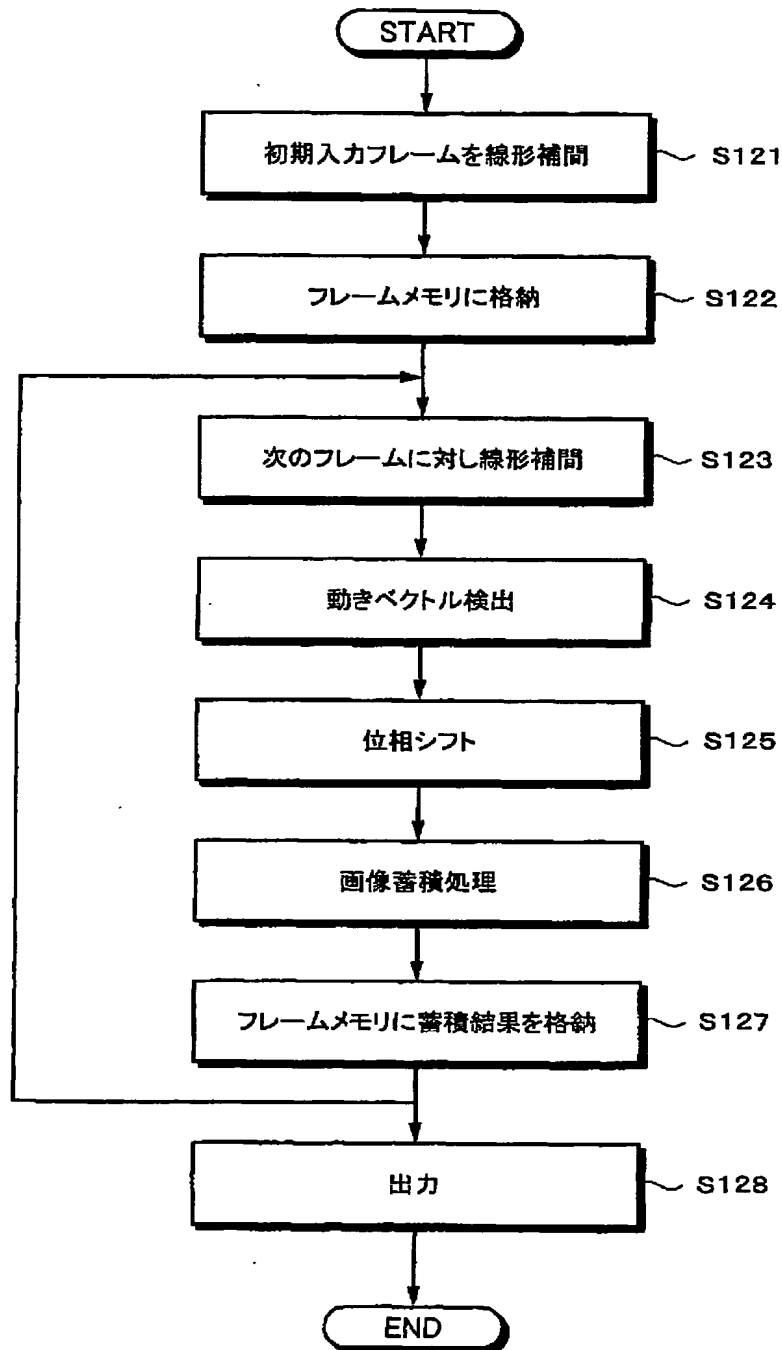 START
初期入力フレームを線形補間 S121
フレームメモリに格納 S122
次のフレームに対し線形補間 S123
動きベクトル検出 S124
位相シフト S125
画像蓄積処理 S126
フレームメモリに蓄積結果を格納 S127
出力 S128
END